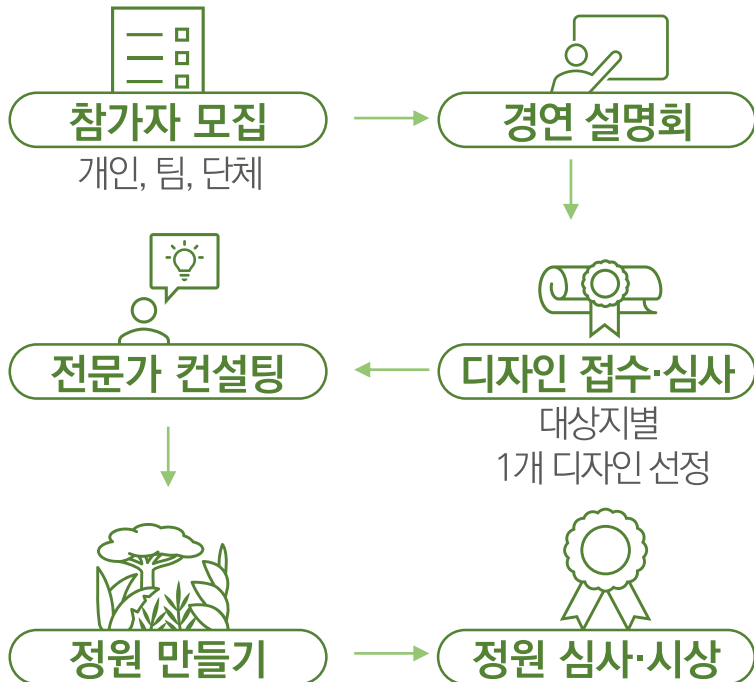 참가자 모집
개인, 팀, 단체
경연 설명회
디자인 접수·심사
대상지별
1개 디자인 선정
전문가 컨설팅
정원 만들기
정원 심사·시상